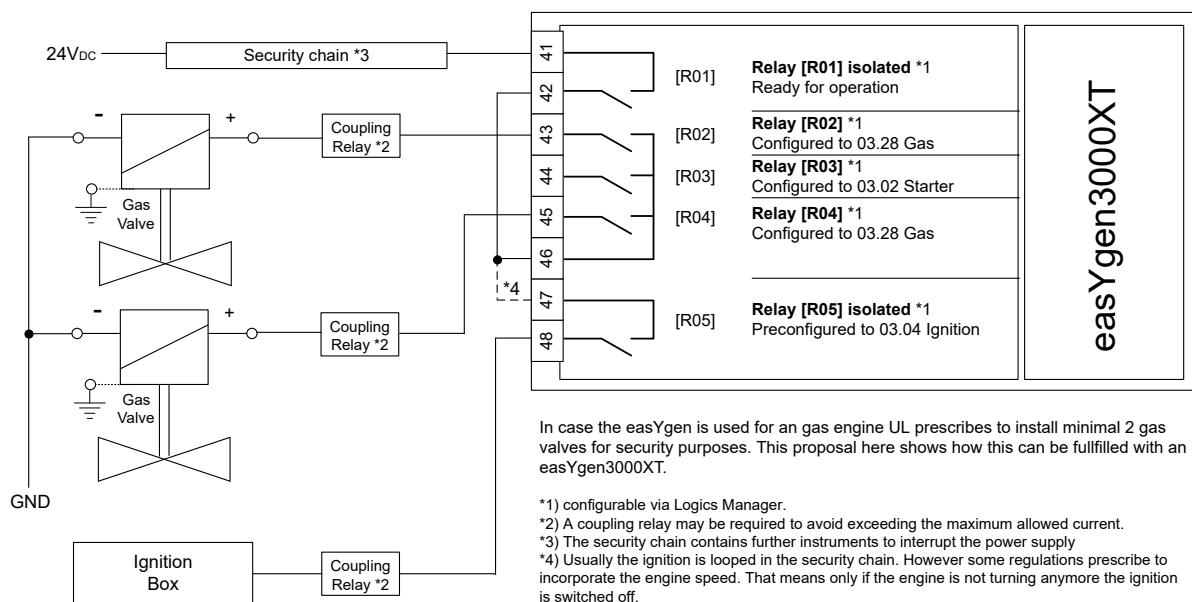 24VDC
Security chain *3
41
42
43
44
45
46
47
48
[R01]
Relay [R01] isolated *1
Ready for operation
[R02]
Relay [R02] *1
Configured to 03.28 Gas
[R03]
Relay [R03] *1
Configured to 03.02 Starter
[R04]
Relay [R04] *1
Configured to 03.28 Gas
[R05]
Relay [R05] isolated *1
Preconfigured to 03.04 Ignition
easYgen3000XT
-
+
Coupling
Relay *2
Gas
Valve
*4
-
+
Coupling
Relay *2
Gas
Valve
GND
Ignition
Box
Coupling
Relay *2
In case the easYgen is used for an gas engine UL prescribes to install minimal 2 gas
valves for security purposes. This proposal here shows how this can be fullfilled with an
easYgen3000XT.
*1) configurable via Logics Manager.
*2) A coupling relay may be required to avoid exceeding the maximum allowed current.
*3) The security chain contains further instruments to interrupt the power supply
*4) Usually the ignition is looped in the security chain. However some regulations prescribe to
incorporate the engine speed. That means only if the engine is not turning anymore the ignition
is switched off.